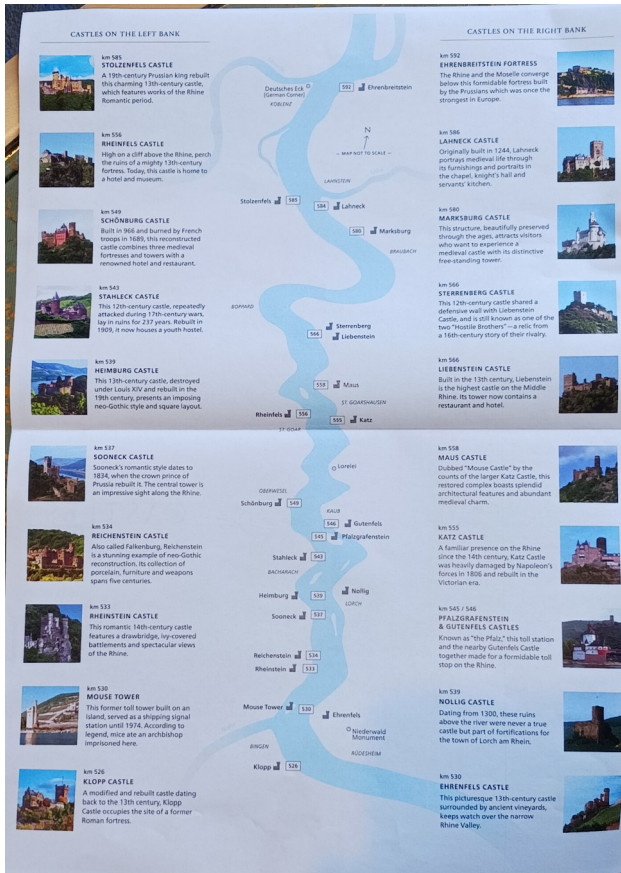 CASTLES ON THE LEFT BANK
km 585
STOLZENFELS CASTLE
A 19th-century Prussian king rebuilt
this charming 13th-century castle,
which features works of the Rhine
Romantic period.
km 556
RHEINFELS CASTLE
High on a cliff above the Rhine, perch
the ruins of a mighty 13th-century
fortress. Today, this castle is home to
a hotel and museum.
km 549
SCHÖNBURG CASTLE
Built in 966 and burned by French
troops in 1689, this reconstructed
castle combines three medieval
fortresses and towers with a
renowned hotel and restaurant.
km 543
STAHLECK CASTLE
This 12th-century castle, repeatedly
attacked during 17th-century wars,
lay in ruins for 237 years. Rebuilt in
1909, it now houses a youth hostel.
km 539
HEIMBURG CASTLE
This 13th-century castle, destroyed
under Louis XIV and rebuilt in the
19th century, presents an imposing
neo-Gothic style and square layout.
km 537
SOONECK CASTLE
Sooneck's romantic style dates to
1834, when the crown prince of
Prussia rebuilt it. The central tower is
an impressive sight along the Rhine.
km 534
REICHENSTEIN CASTLE
Also called Falkenburg, Reichenstein
is a stunning example of neo-Gothic
reconstruction. Its collection of
porcelain, furniture and weapons
spans five centuries.
km 533
RHEINSTEIN CASTLE
This romantic 14th-century castle
features a drawbridge, ivy-covered
battlements and spectacular views
of the Rhine.
km 530
MOUSE TOWER
This former toll tower built on an
island, served as a shipping signal
station until 1974. According to
legend, mice ate an archbishop
imprisoned here.
km 526
KLOPP CASTLE
A modified and rebuilt castle dating
back to the 13th century, Klopp
Castle occupies the site of a former
Roman fortress.
Deutsches Eck
(German Corner)
KOBLENZ
592 Ehrenbreitstein
N
— MAP NOT TO SCALE —
LAHNSTEIN
Stolzenfels 585
584 Lahneck
580 Marksburg
BRAUBACH
BOPPARD
Sterrenberg
566 Liebenstein
559 Maus
ST. GOARSHAUSEN
Rheinfels 556
555 Katz
ST. GOAR
Lorelei
OBERWESEL
Schönburg 549
KAUB
546 Gutenfels
545 Pfalzgrafenstein
Stahleck 543
BACHARACH
Heimburg 539
Nollig
LORCH
Sooneck 537
Reichenstein 534
Rheinstein 533
Mouse Tower 530
Ehrenfels
Niederwald
Monument
BINGEN
RÜDESHEIM
Klopp 526
CASTLES ON THE RIGHT BANK
km 592
EHRENBREITSTEIN FORTRESS
The Rhine and the Moselle converge
below this formidable fortress built
by the Prussians which was once the
strongest in Europe.
km 586
LAHNECK CASTLE
Originally built in 1244, Lahneck
portrays medieval life through
its furnishings and portraits in
the chapel, knight's hall and
servants' kitchen.
km 580
MARKSBURG CASTLE
This structure, beautifully preserved
through the ages, attracts visitors
who want to experience a
medieval castle with its distinctive
free-standing tower.
km 566
STERRENBERG CASTLE
This 12th-century castle shared a
defensive wall with Liebenstein
Castle, and is still known as one of the
two "Hostile Brothers"—a relic from
a 16th-century story of their rivalry.
km 566
LIEBENSTEIN CASTLE
Built in the 13th century, Liebenstein
is the highest castle on the Middle
Rhine. Its tower now contains a
restaurant and hotel.
km 558
MAUS CASTLE
Dubbed "Mouse Castle" by the
counts of the larger Katz Castle, this
restored complex boasts splendid
architectural features and abundant
medieval charm.
km 555
KATZ CASTLE
A familiar presence on the Rhine
since the 14th century, Katz Castle
was heavily damaged by Napoleon's
forces in 1806 and rebuilt in the
Victorian era.
km 545 / 546
PFALZGRAFENSTEIN
& GUTENFELS CASTLES
Known as "the Pfalz," this toll station
and the nearby Gutenfels Castle
together made for a formidable toll
stop on the Rhine.
km 539
NOLLIG CASTLE
Dating from 1300, these ruins
above the river were never a true
castle but part of fortifications for
the town of Lorch am Rhein.
km 530
EHRENFELS CASTLE
This picturesque 13th-century castle
surrounded by ancient vineyards,
keeps watch over the narrow
Rhine Valley.